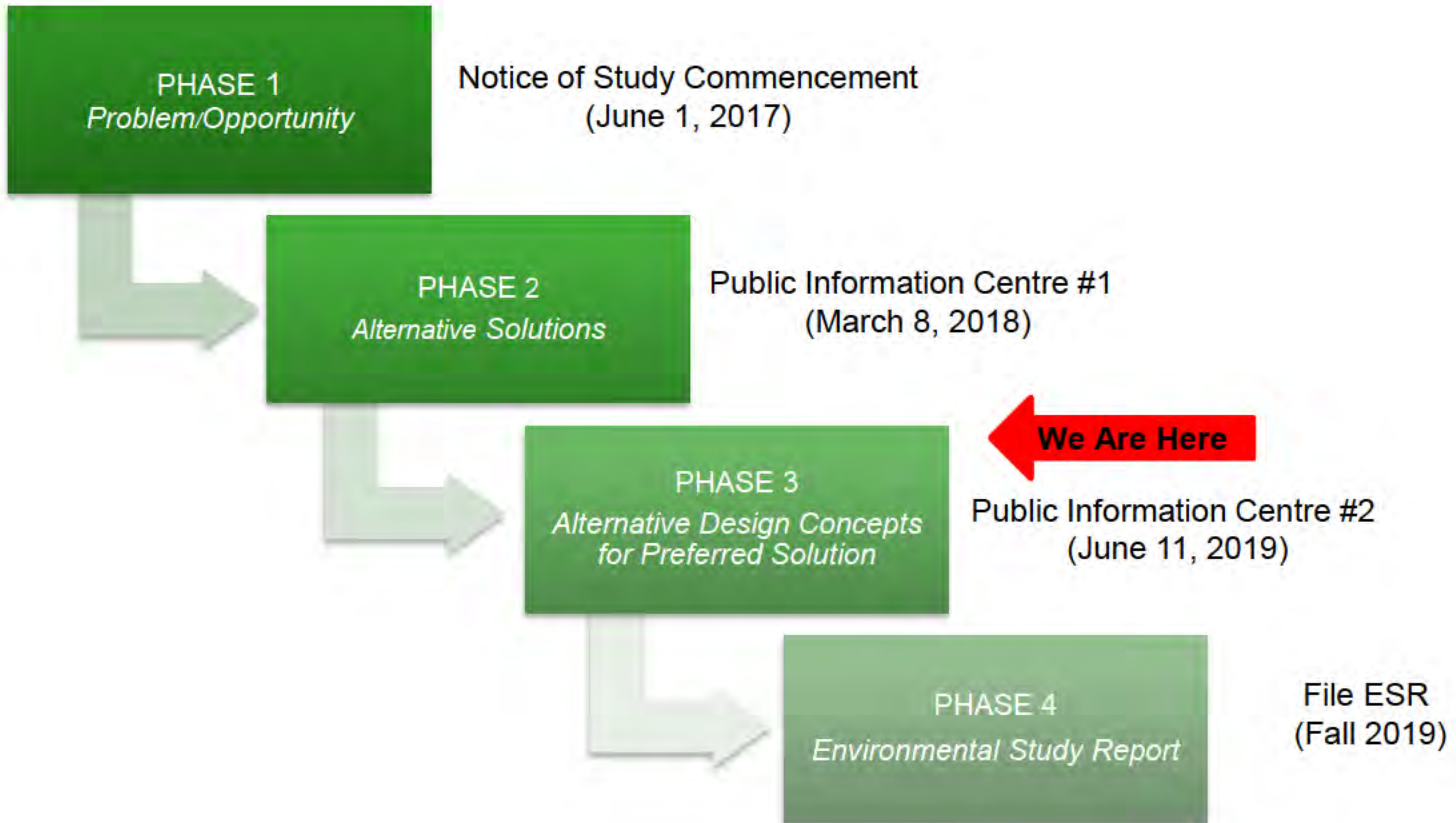 PHASE 1
Problem/Opportunity
Notice of Study Commencement
(June 1, 2017)
PHASE 2
Alternative Solutions
Public Information Centre #1
(March 8, 2018)
We Are Here
PHASE 3
Alternative Design Concepts
for Preferred Solution
Public Information Centre #2
(June 11, 2019)
PHASE 4
Environmental Study Report
File ESR
(Fall 2019)